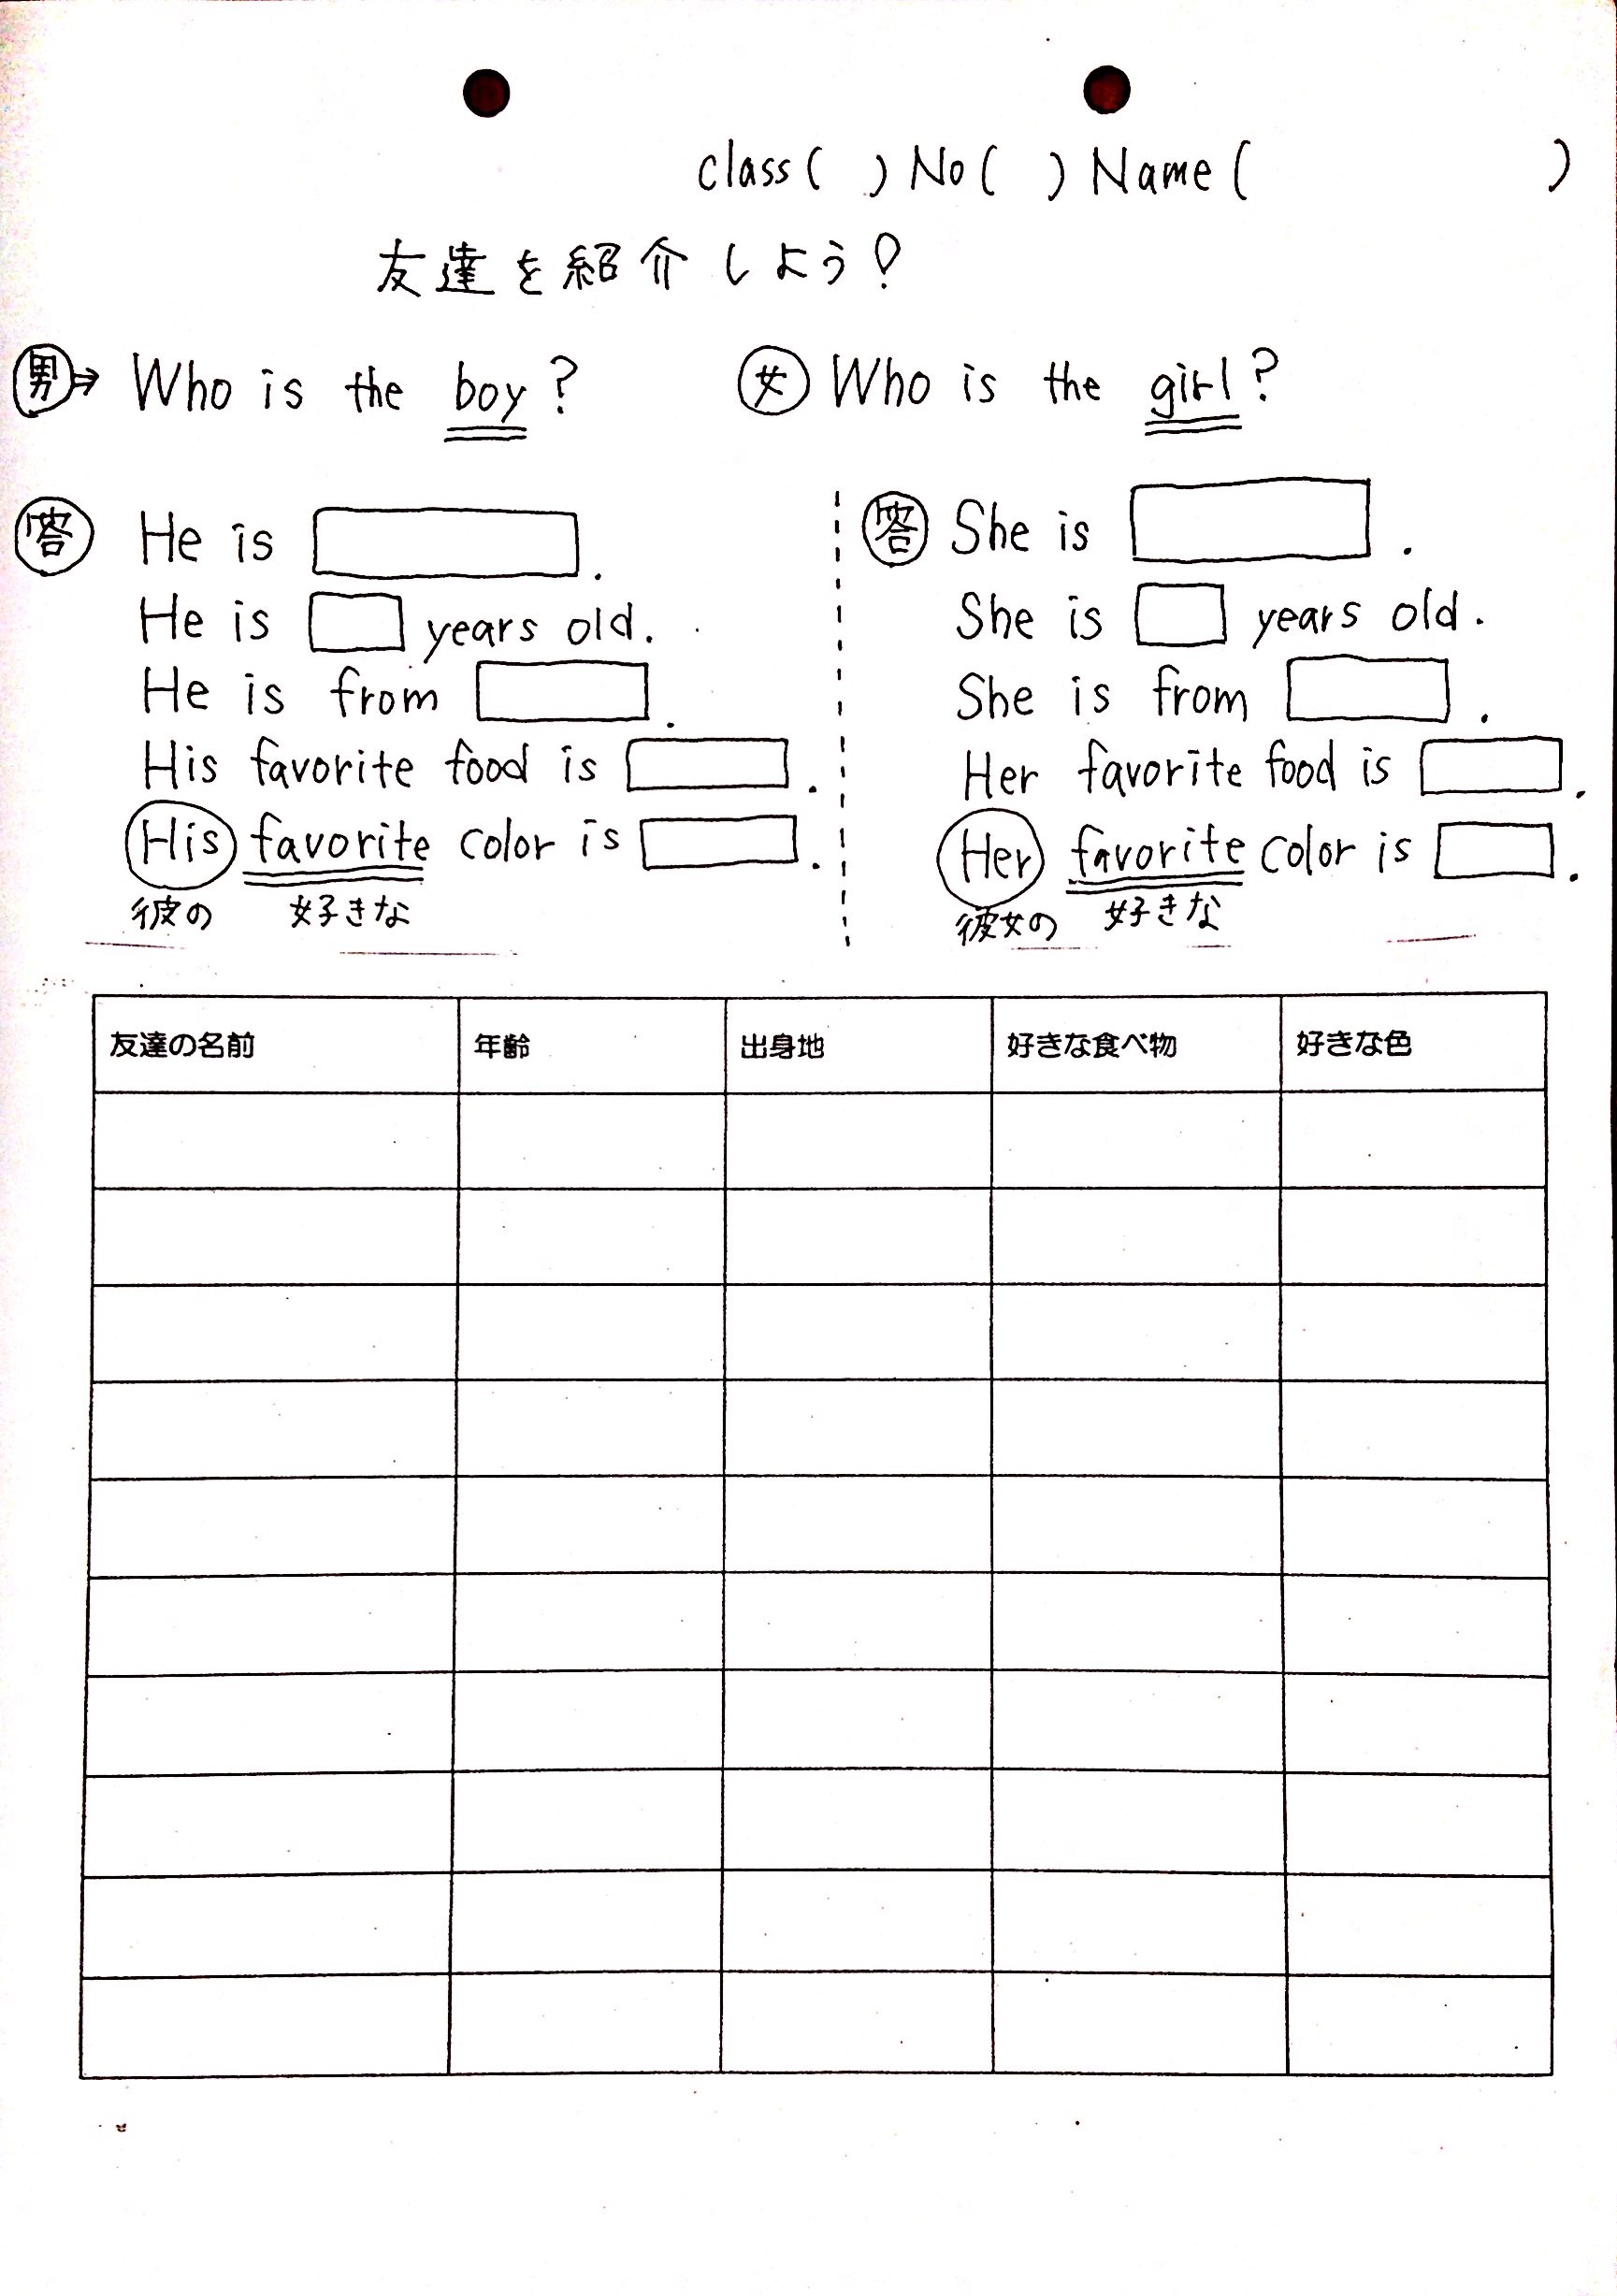 class(  ) No(  ) Name(  )
友達を紹介しよう!
男→ Who is the boy?
女 Who is the girl?
答 He is .
He is years old.
He is from .
His favorite food is .
His favorite color is .
彼の 好きな
答 She is .
She is years old.
She is from .
Her favorite food is .
Her favorite color is .
彼女の 好きな
友達の名前 年齢 出身地 好きな食べ物 好きな色